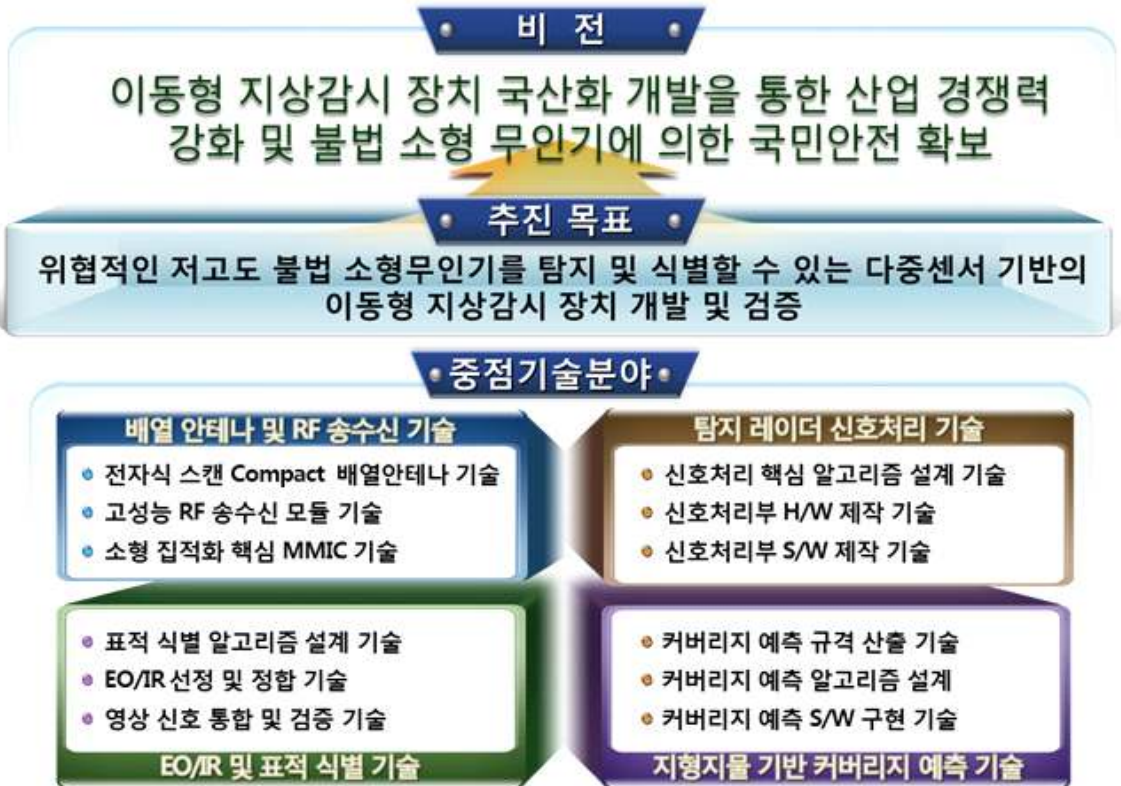 비 전
이동형 지상감시 장치 국산화 개발을 통한 산업 경쟁력
강화 및 불법 소형 무인기에 의한 국민안전 확보
추진 목표
위협적인 저고도 불법 소형무인기를 탐지 및 식별할 수 있는 다중센서 기반의
이동형 지상감시 장치 개발 및 검증
중점기술분야
배열 안테나 및 RF 송수신 기술
전자식 스캔 Compact 배열안테나 기술
고성능 RF 송수신 모듈 기술
소형 집적화 핵심 MMIC 기술
탐지 레이더 신호처리 기술
신호처리 핵심 알고리즘 설계 기술
신호처리부 H/W 제작 기술
신호처리부 S/W 제작 기술
표적 식별 알고리즘 설계 기술
EO/IR 선정 및 정합 기술
영상 신호 통합 및 검증 기술
EO/IR 및 표적 식별 기술
커버리지 예측 규격 산출 기술
커버리지 예측 알고리즘 설계
커버리지 예측 S/W 구현 기술
지형지물 기반 커버리지 예측 기술